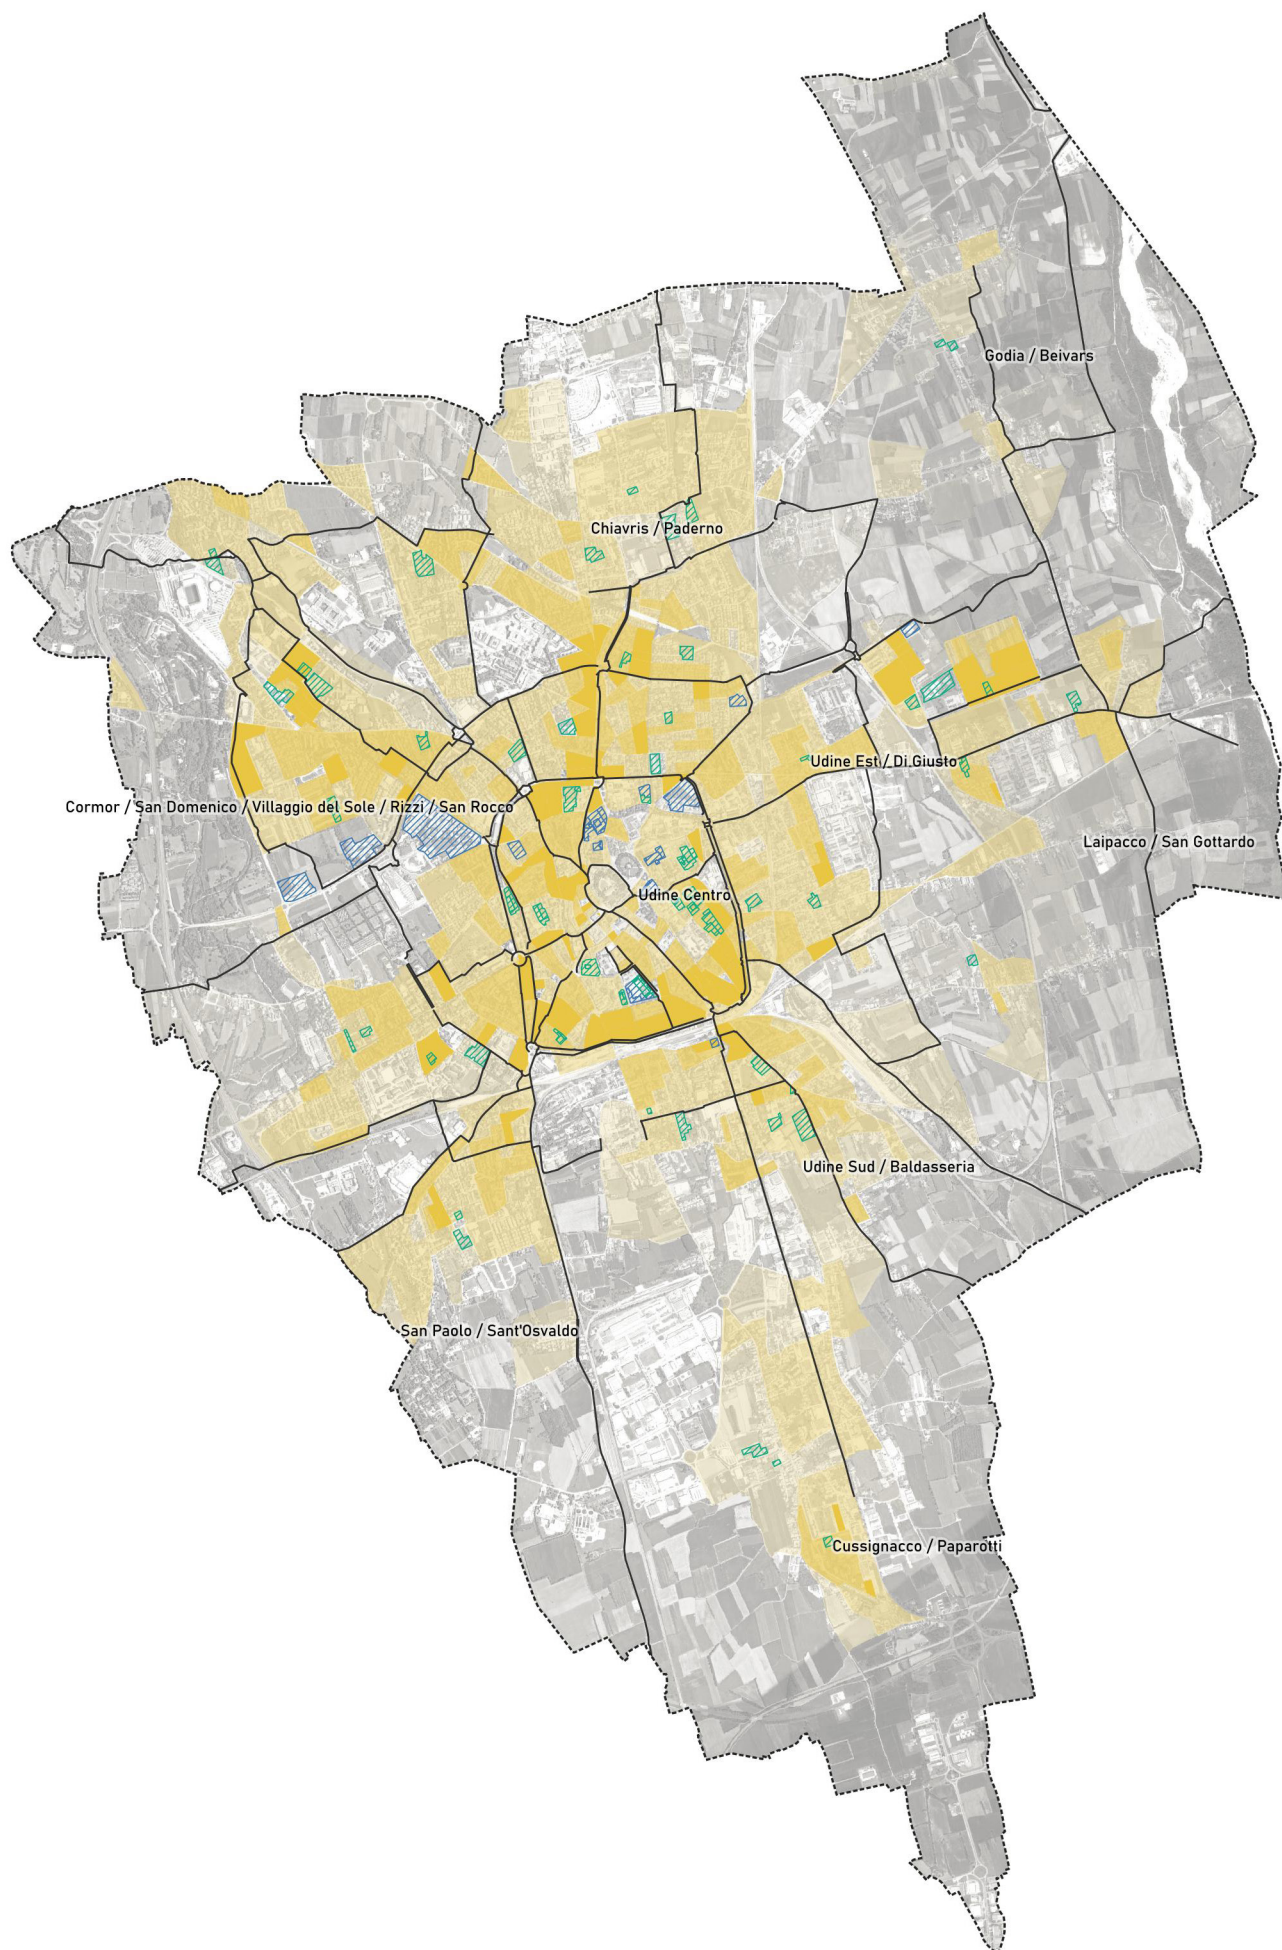 Godia / Beivars
Chiavris / Paderno
Udine Est / Di Giusto
Cormor / San Domenico / Villaggio del Sole / Rizzi / San Rocco
Laipacco / San Gottardo
Udine Centro
Udine Sud / Baldasseria
San Paolo / Sant'Osvaldo
Cussignacco / Paparotti